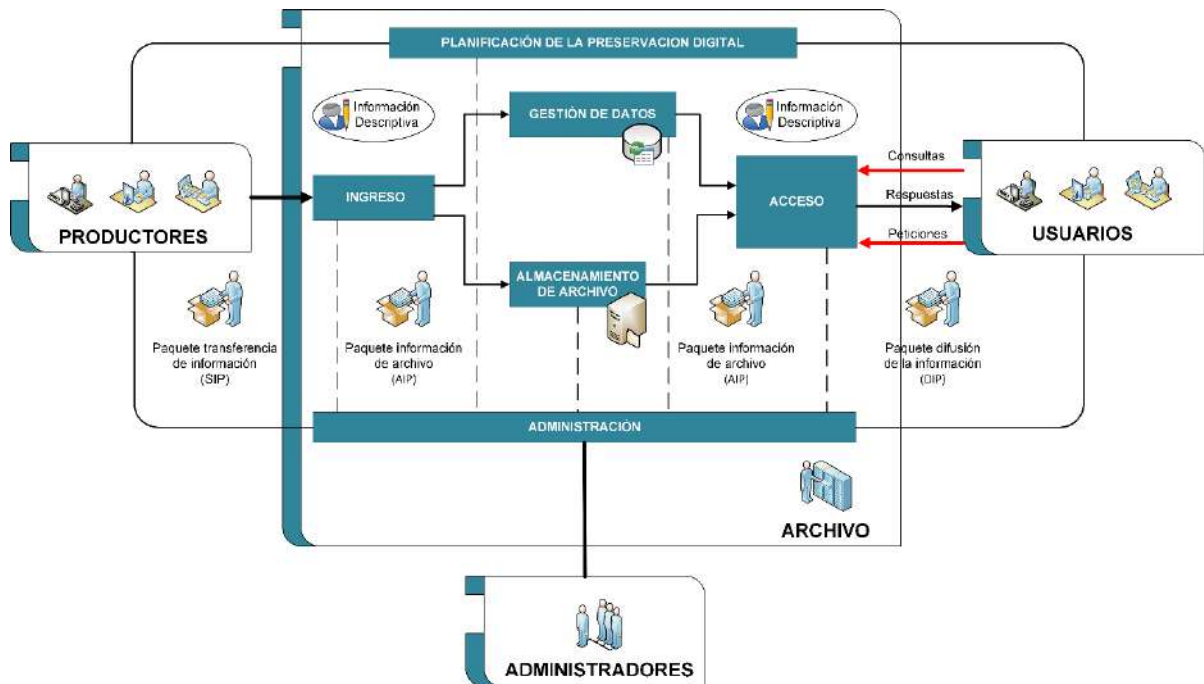 PLANIFICACIÓN DE LA PRESERVACION DIGITAL
Información
Descriptiva
GESTIÓN DE DATOS
Información
Descriptiva
PRODUCTORES
INGRESO
ACCESO
Consultas
Respuestas
Peticiones
USUARIOS
ALMACENAMIENTO
DE ARCHIVO
Paquete transferencia
de información
(SIP)
Paquete información
de archivo
(AIP)
Paquete información
de archivo
(AIP)
Paquete difusión
de la información
(DIP)
ADMINISTRACIÓN
ARCHIVO
ADMINISTRADORES